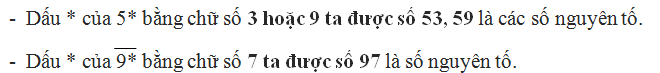 - Dấu * của 5* bằng chữ số 3 hoặc 9 ta được số 53, 59 là các số nguyên tố.
- Dấu * của 9* bằng chữ số 7 ta được số 97 là số nguyên tố.